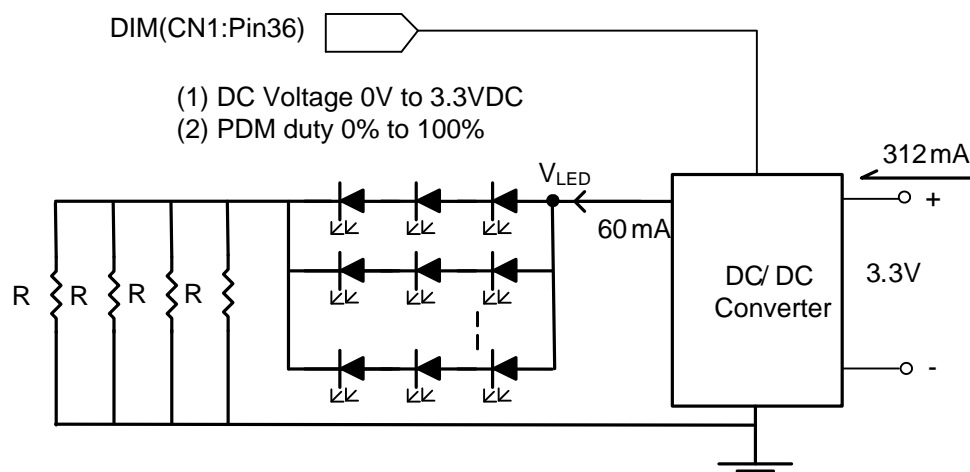 DIM(CN1:Pin36)
(1) DC Voltage 0V to 3.3VDC
(2) PDM duty 0% to 100%
312mA
VLED
+
60mA
R R R R
DC/ DC
Converter
3.3V
-